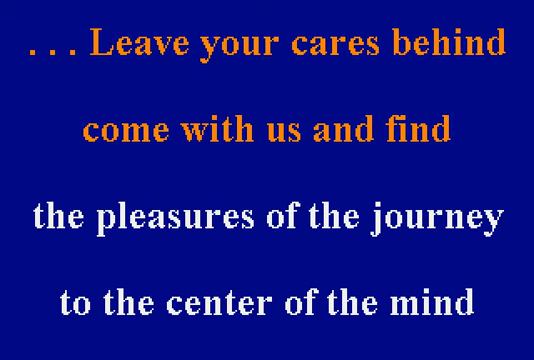 . . . Leave your cares behind
come with us and find
the pleasures of the journey
to the center of the mind